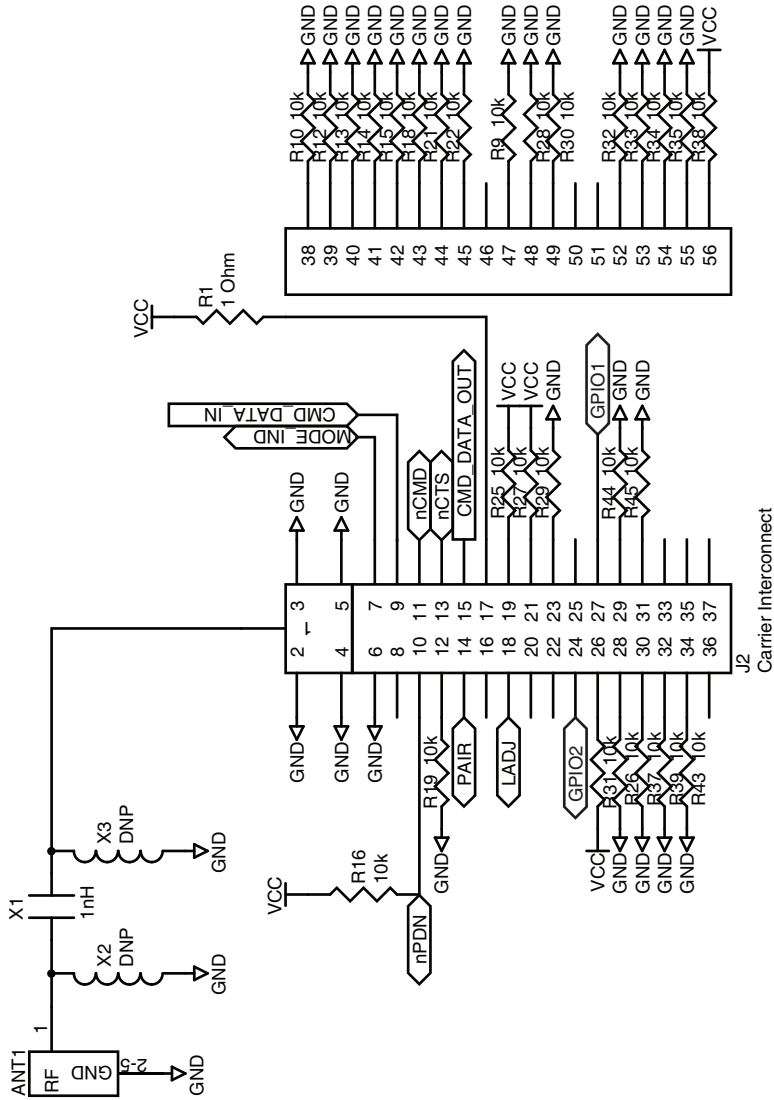 ANT1
RF
GND
1
2-5
GND
X2
DNP
GND
X1
1nH
X3
DNP
GND
VCC
R16
10k
nPDN
GND
GND
GND
GND
GND
2
3
1
4
5
6
7
8
9
10
11
12
13
14
15
16
17
18
19
20
21
22
23
24
25
26
27
28
29
30
31
32
33
34
35
36
37
J2
Carrier Interconnect
MODE_IND
CMD_DATA_IN
nCMD
nCTS
CMD_DATA_OUT
VCC
R1
1 Ohm
GND
R19 10k
PAIR
LADJ
GPIO2
VCC
R31 10k
GND
R26 10k
GND
R37 10k
GND
R39 10k
GND
R43 10k
R25 10k
VCC
R27 10k
VCC
R29 10k
GND
GPIO1
R44 10k
GND
R45 10k
GND
38
39
40
41
42
43
44
45
46
47
48
49
50
51
52
53
54
55
56
R10 10k
GND
R12 10k
GND
R13 10k
GND
R14 10k
GND
R15 10k
GND
R18 10k
GND
R21 10k
GND
R22 10k
GND
R9 10k
GND
R28 10k
GND
R30 10k
GND
R32 10k
GND
R33 10k
GND
R34 10k
GND
R35 10k
GND
R38 10k
VCC